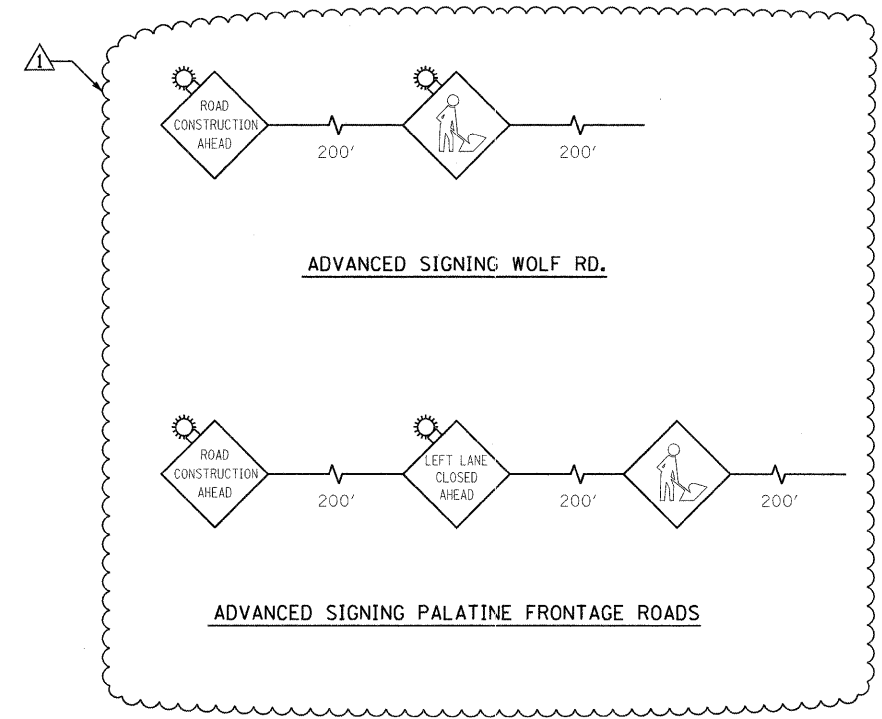 1
ROAD
CONSTRUCTION
AHEAD
200'
200'
ADVANCED SIGNING WOLF RD.
ROAD
CONSTRUCTION
AHEAD
200'
LEFT LANE
CLOSED
AHEAD
200'
200'
ADVANCED SIGNING PALATINE FRONTAGE ROADS